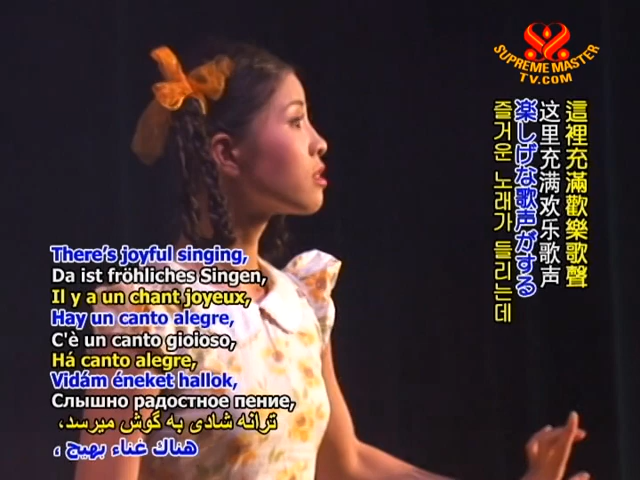 SUPREME MASTER
TV.COM
這裡充滿歡樂歌聲
这里充满欢乐歌声
楽しげな歌声がする
즐거운 노래가 들리는데
There's joyful singing,
Da ist fröhliches Singen,
Il y a un chant joyeux,
Hay un canto alegre,
C'è un canto gioioso,
Há canto alegre,
Vidám éneket hallok,
Слышно радостное пение,
ترانه شادی به گوش میرسد،
هناك غناء بهيج ،